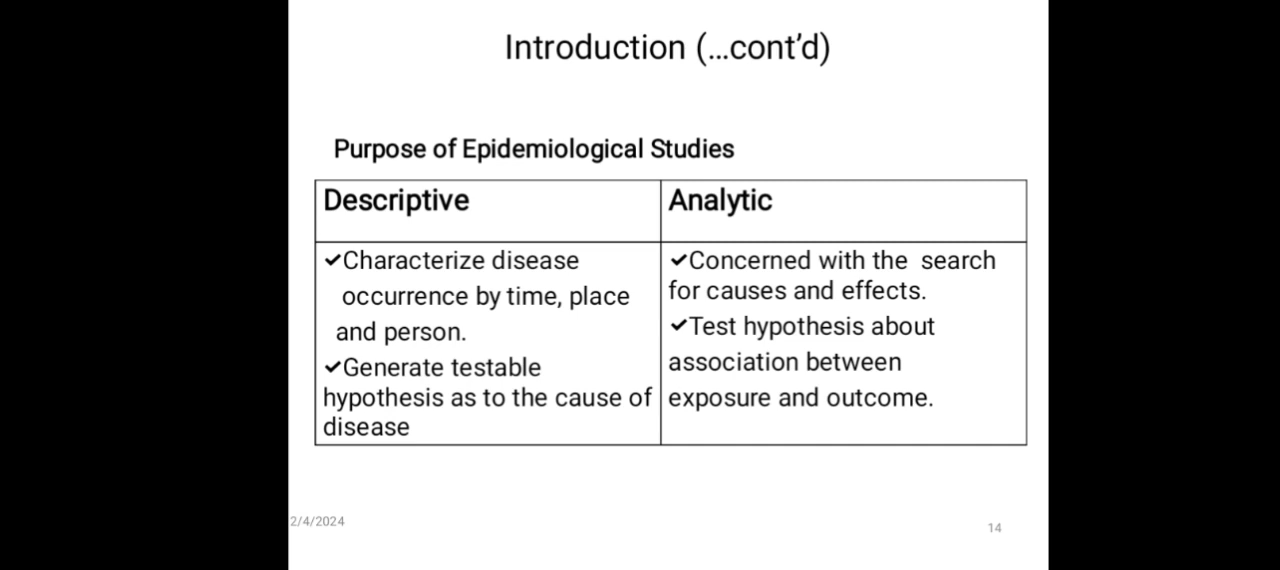 Introduction (…cont’d)
Purpose of Epidemiological Studies
Descriptive
✓Characterize disease
occurrence by time, place
and person.
✓Generate testable
hypothesis as to the cause of
disease
Analytic
✓Concerned with the search
for causes and effects.
✓Test hypothesis about
association between
exposure and outcome.
2/4/2024
14